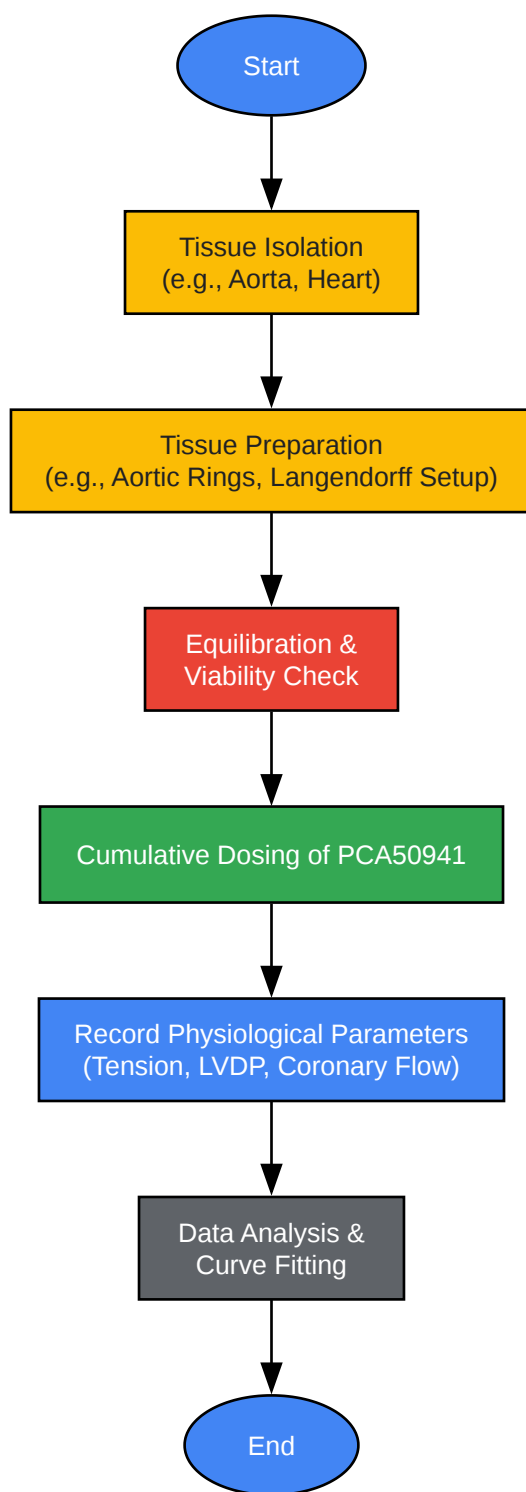 Start
Tissue Isolation
(e.g., Aorta, Heart)
Tissue Preparation
(e.g., Aortic Rings, Langendorff Setup)
Equilibration &
Viability Check
Cumulative Dosing of PCA50941
Record Physiological Parameters
(Tension, LVDP, Coronary Flow)
Data Analysis &
Curve Fitting
End